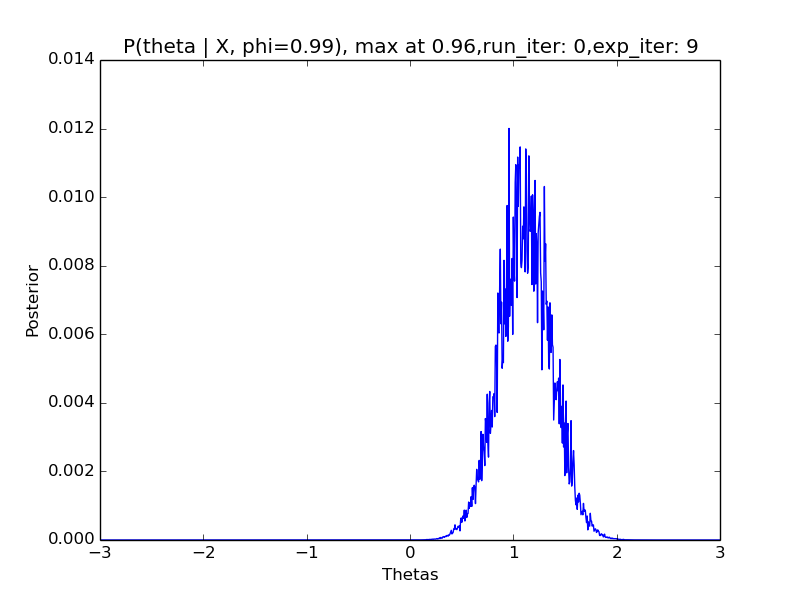 P(theta | X, phi=0.99), max at 0.96,run_iter: 0,exp_iter: 9
0.014
0.012
0.010
0.008
0.006
0.004
0.002
0.000
Posterior
−3 −2 −1 0 1 2 3
Thetas